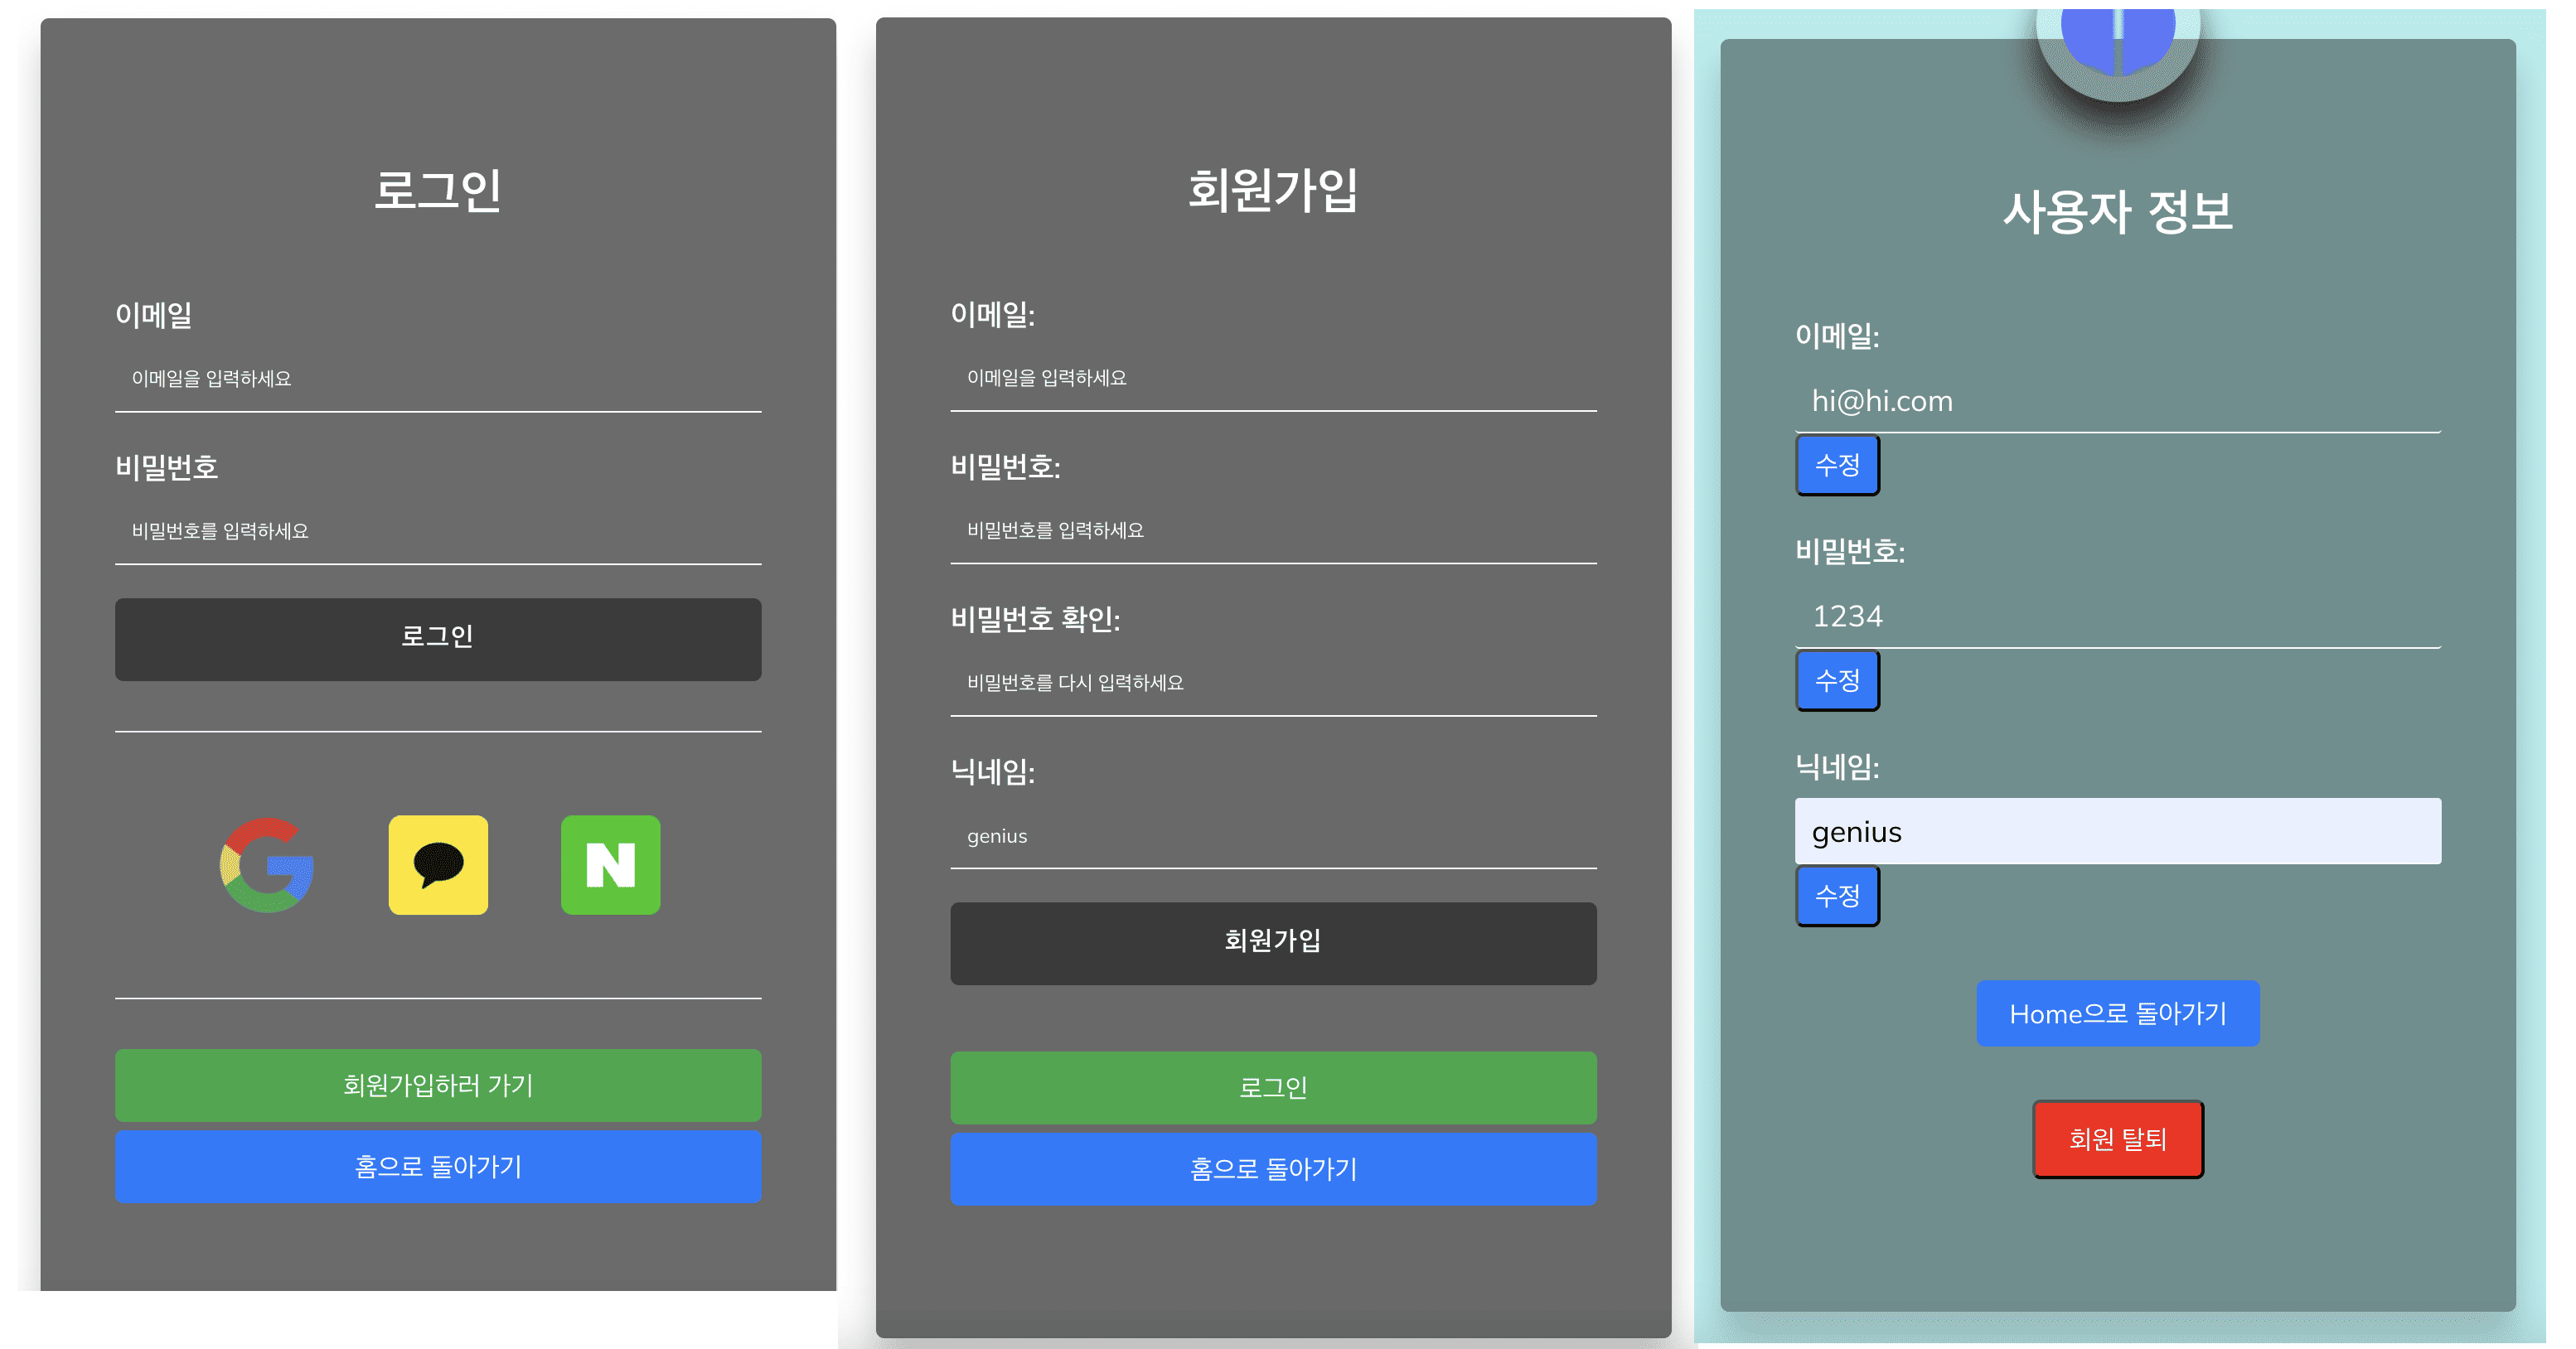 로그인
이메일
이메일을 입력하세요
비밀번호
비밀번호를 입력하세요
로그인
N
회원가입하러 가기
홈으로 돌아가기
회원가입
이메일:
이메일을 입력하세요
비밀번호:
비밀번호를 입력하세요
비밀번호 확인:
비밀번호를 다시 입력하세요
닉네임:
genius
회원가입
로그인
홈으로 돌아가기
사용자 정보
이메일:
hi@hi.com
수정
비밀번호:
1234
수정
닉네임:
genius
수정
Home으로 돌아가기
회원 탈퇴